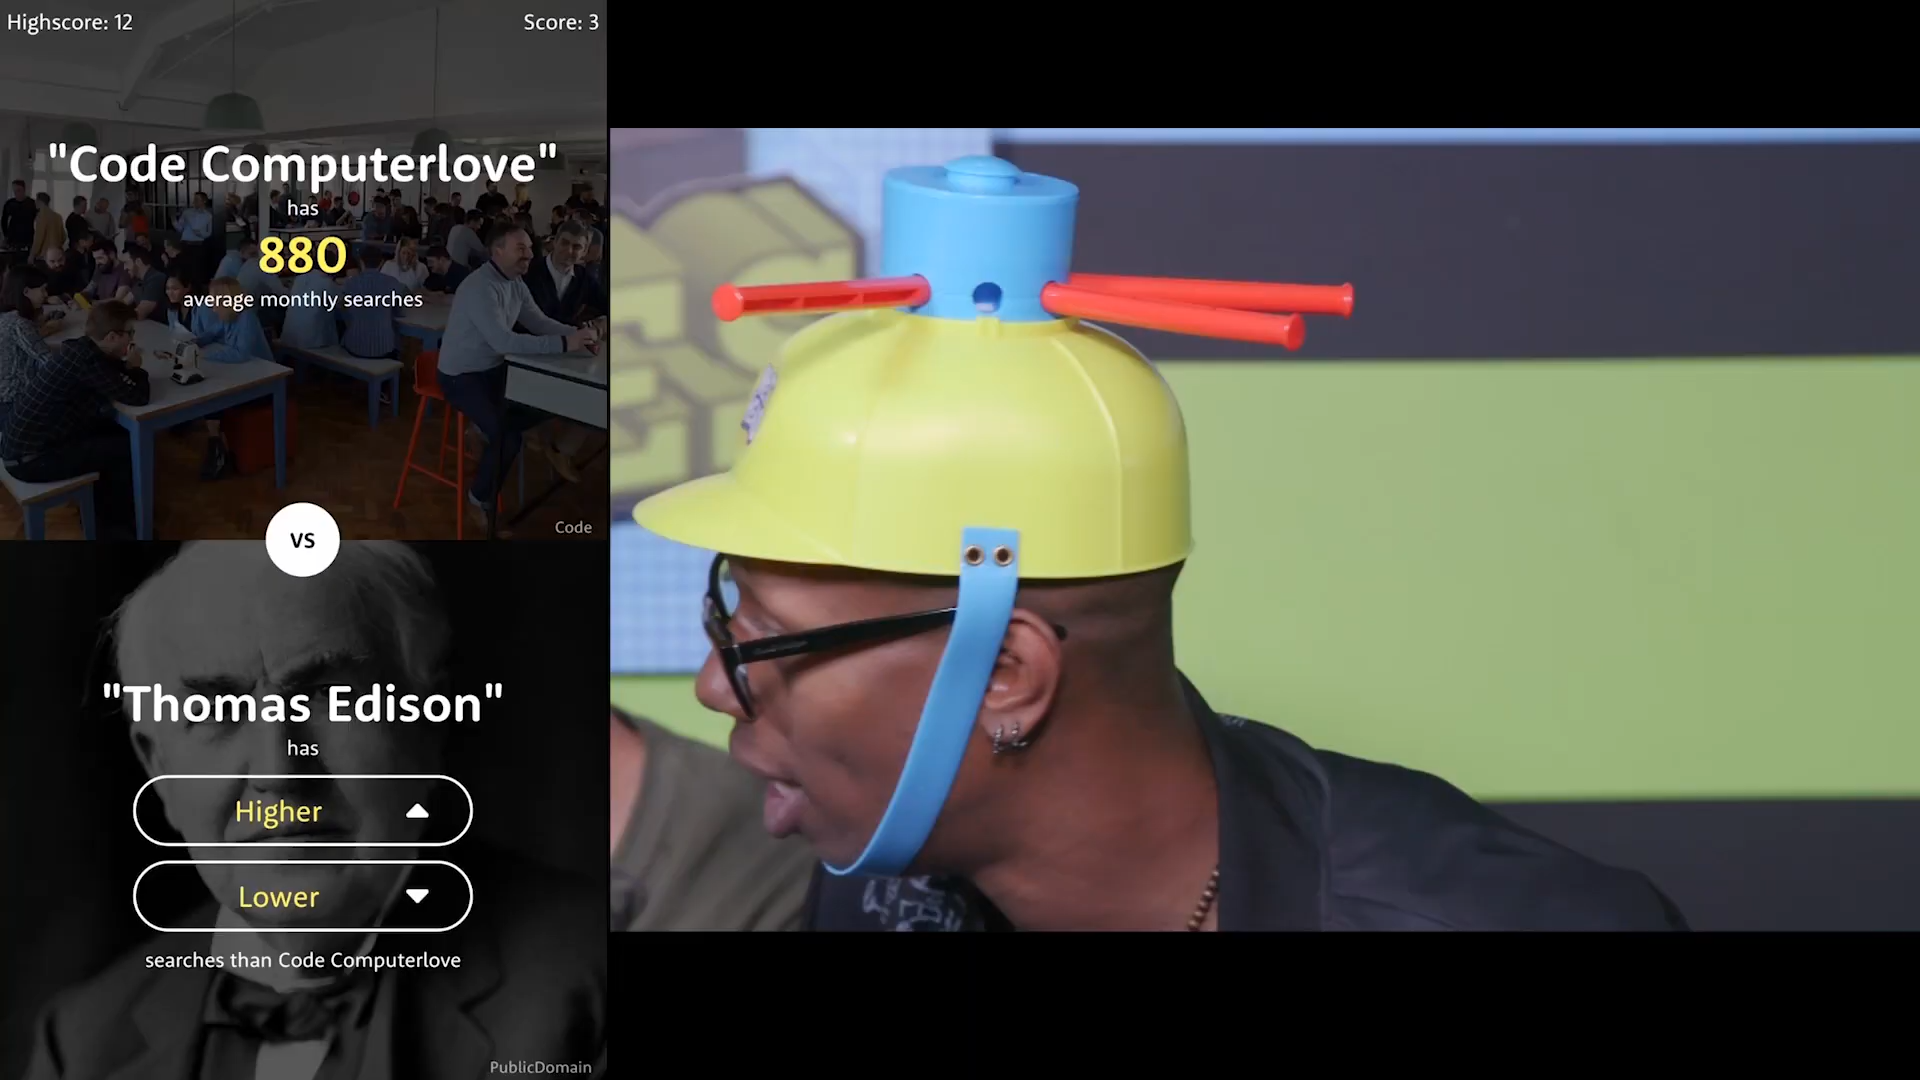 Highscore: 12
Score: 3
"Code Computerlove"
has
880
average monthly searches
Code
VS
"Thomas Edison"
has
Higher
Lower
searches than Code Computerlove
PublicDomain